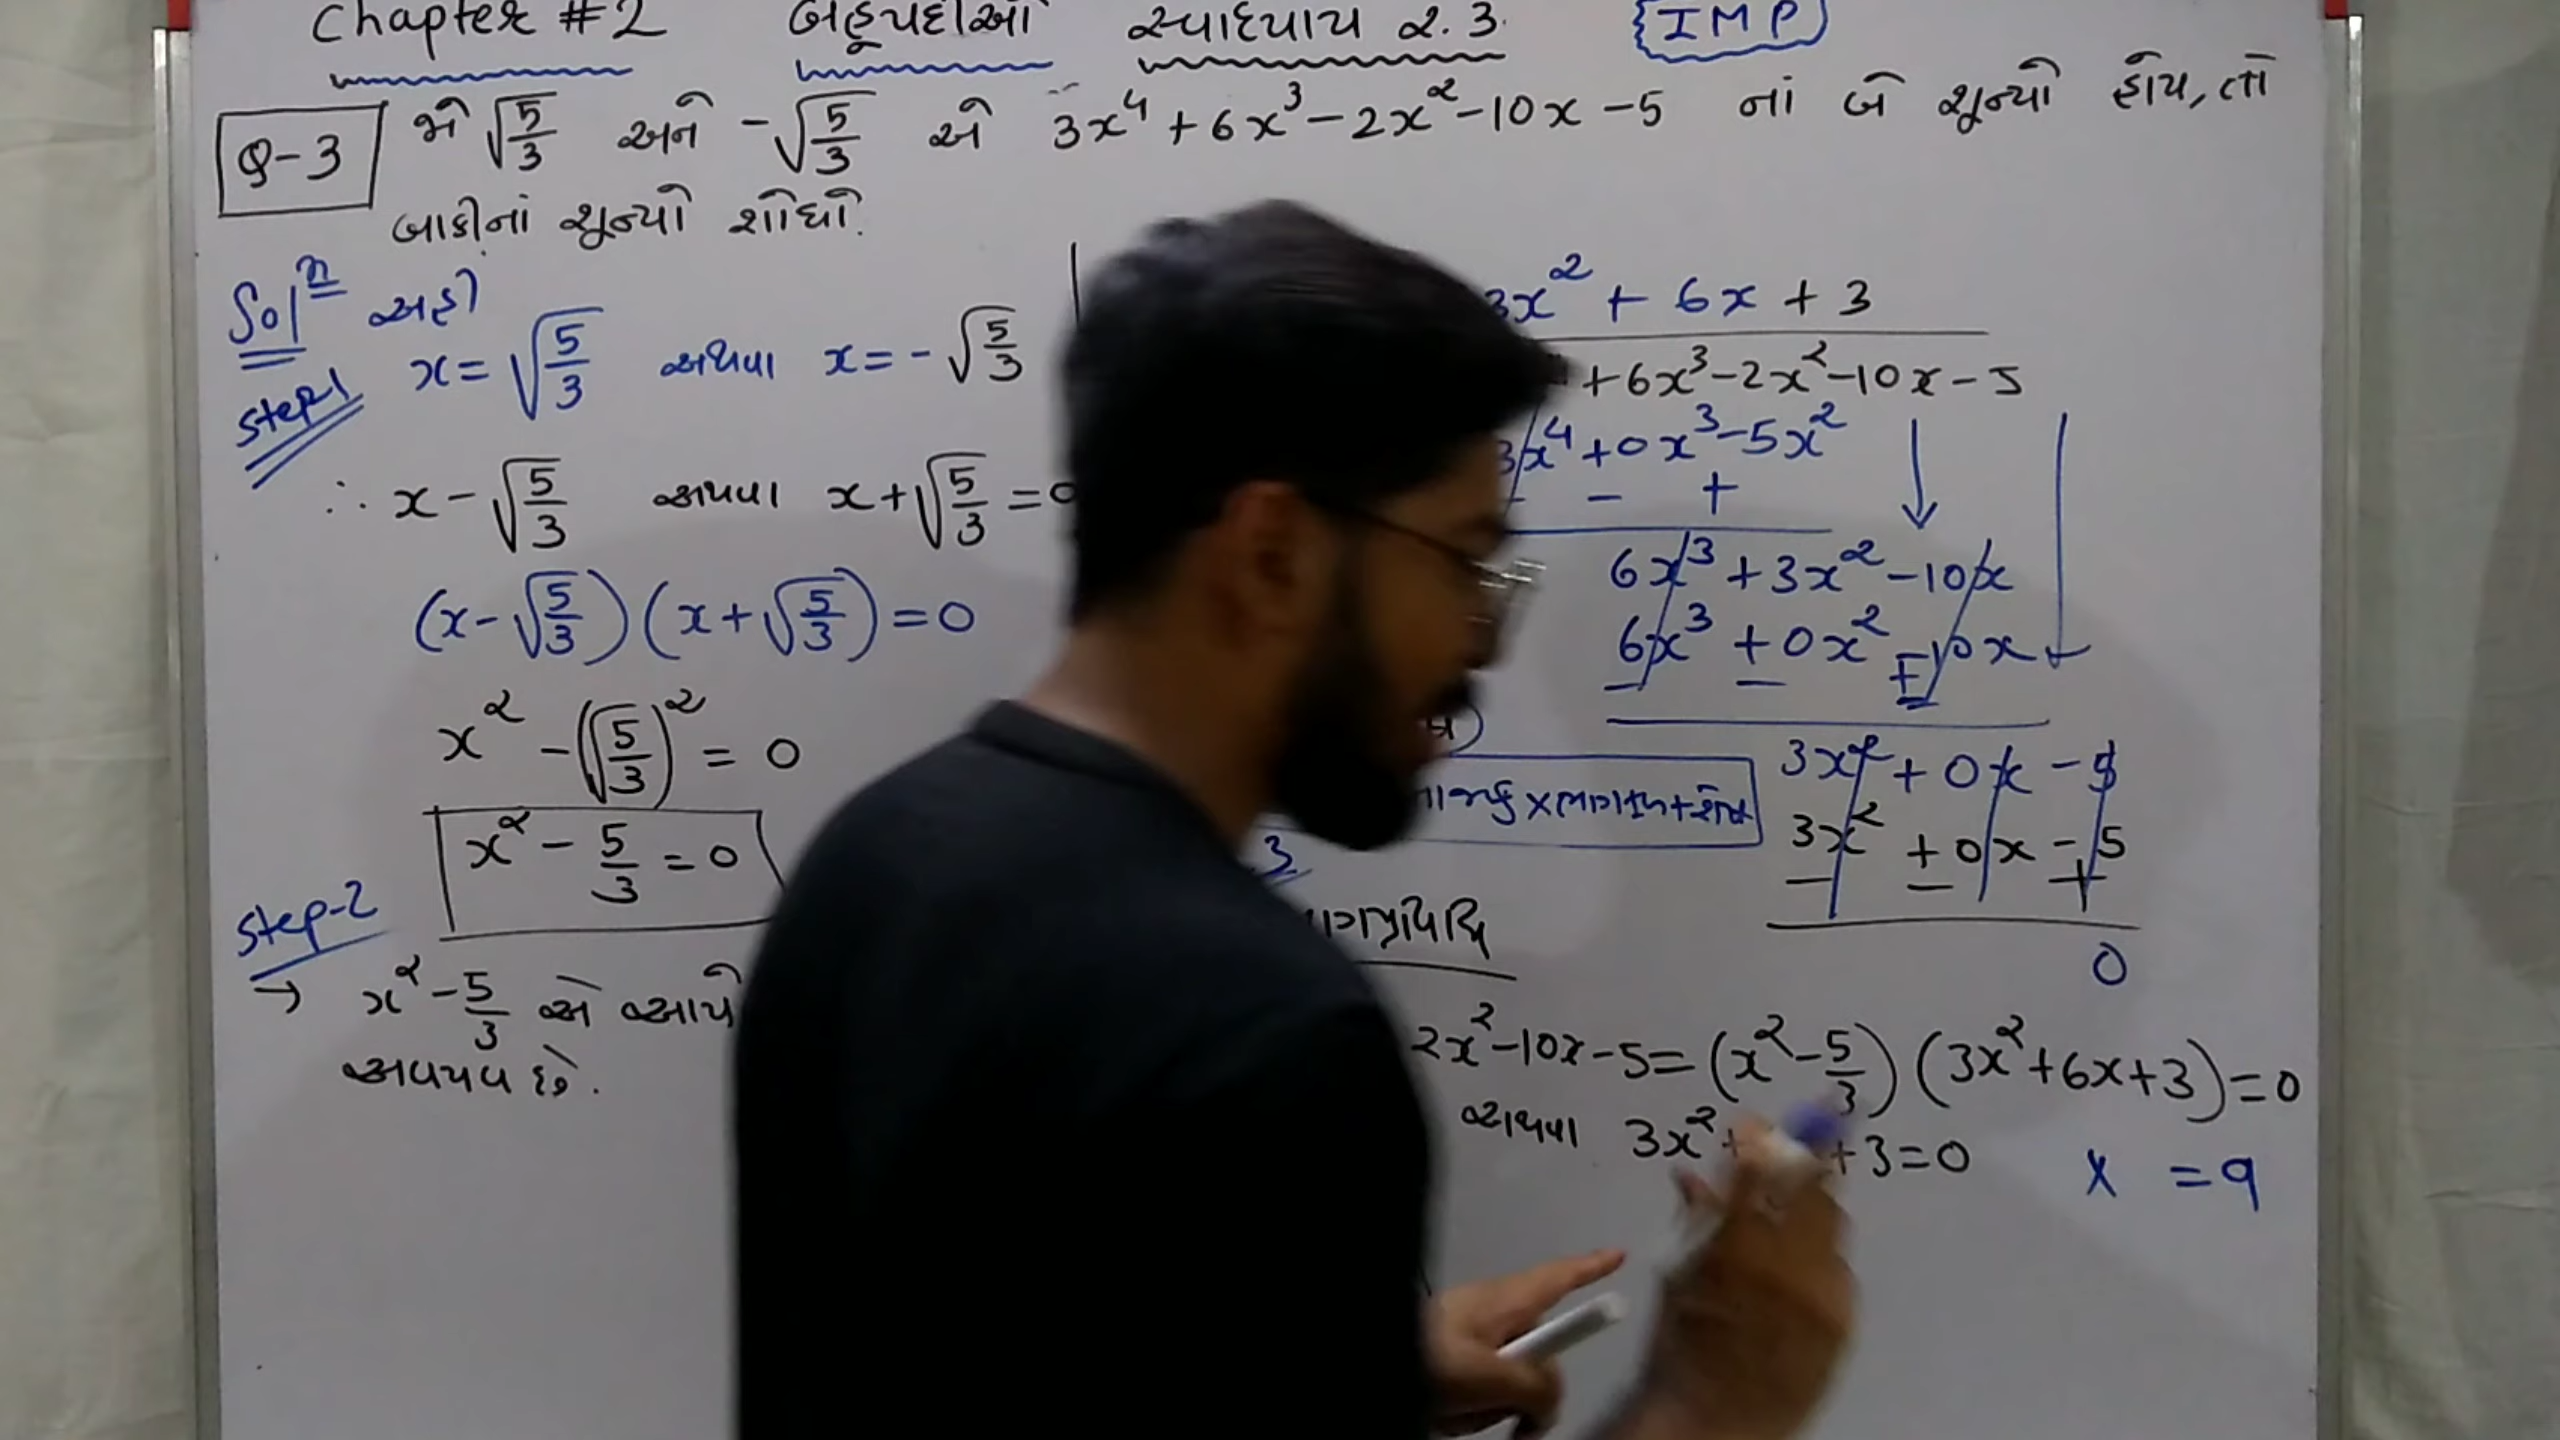 Chapter #2 બહુપદીઓ સ્વાધ્યાય ૨.3 IMP
Q-3 જો √(5/3) અને -√(5/3) એ 3x⁴+6x³-2x²-10x-5 નાં બે શૂન્યો હોય, તો
બાકીનાં શૂન્યો શોધો.
Solⁿ અહીં
step-1 x=√(5/3) અથવા x=-√(5/3)
∴ x-√(5/3) અથવા x+√(5/3)=0
(x-√(5/3))(x+√(5/3))=0
x²-(√(5/3))²=0
x²-5/3=0
step-2
→ x²-5/3 એ આપે
અવયવ છે.
3x²+6x+3
+6x³-2x²-10x-5
3x⁴+0x³-5x²
- - +
6x³+3x²-10x
6x³+0x²-10x
- - +
3x²+0x-5
3x²+0x-5
- - +
0
×ભાગફળ+શેષ
3
2x²-10x-5=(x²-5/3)(3x²+6x+3)=0
અથવા 3x²+ +3=0
x =9